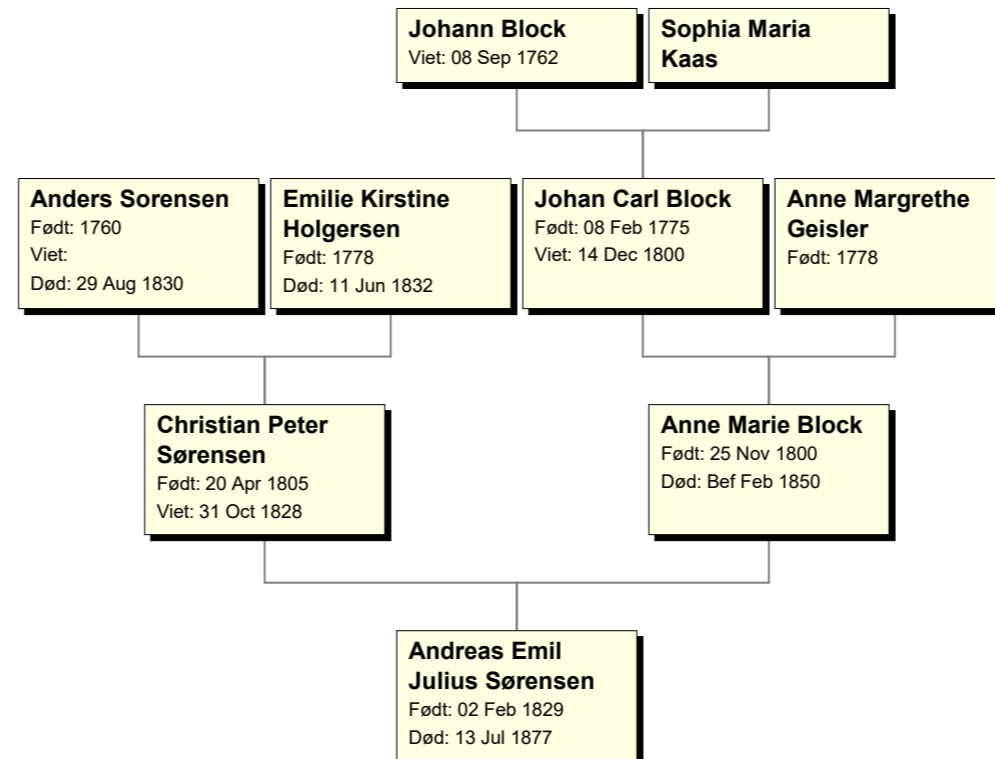 Johann Block
Viet: 08 Sep 1762
Sophia Maria
Kaas
Anders Sorensen
Født: 1760
Viet:
Død: 29 Aug 1830
Emilie Kirstine
Holgersen
Født: 1778
Død: 11 Jun 1832
Johan Carl Block
Født: 08 Feb 1775
Viet: 14 Dec 1800
Anne Margrethe
Geisler
Født: 1778
Christian Peter
Sørensen
Født: 20 Apr 1805
Viet: 31 Oct 1828
Anne Marie Block
Født: 25 Nov 1800
Død: Bef Feb 1850
Andreas Emil
Julius Sørensen
Født: 02 Feb 1829
Død: 13 Jul 1877